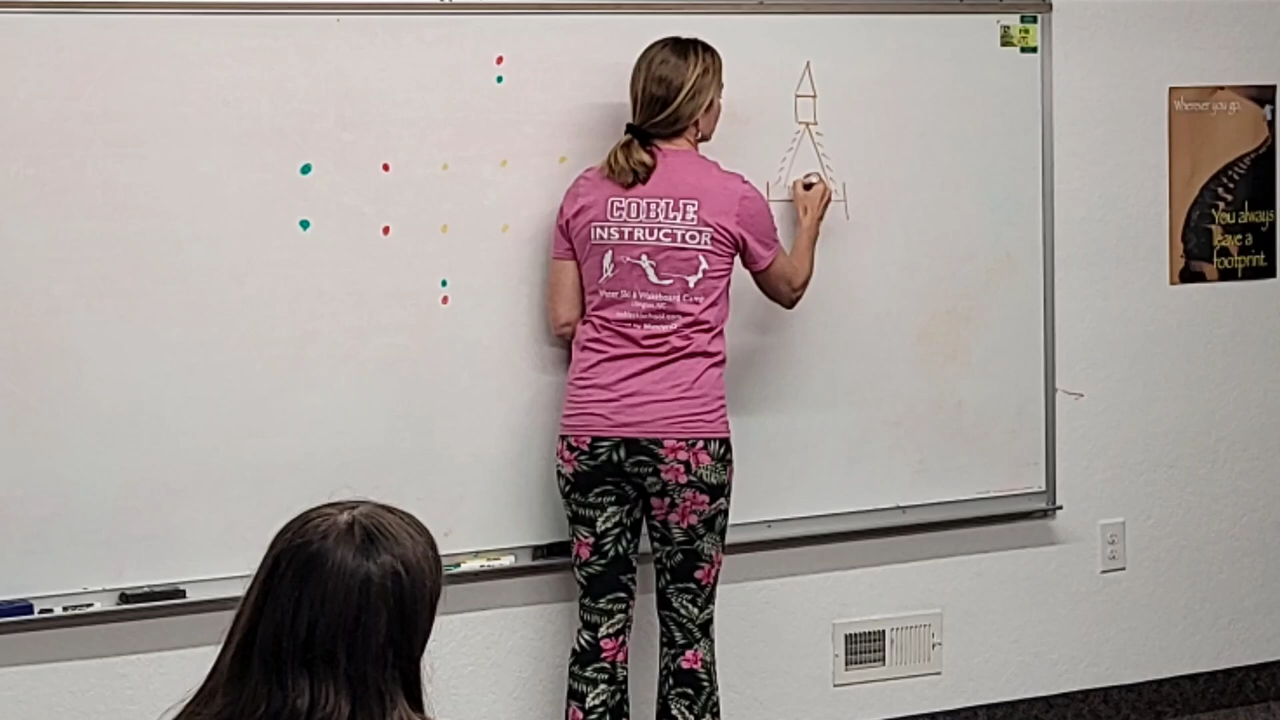 COBLE
INSTRUCTOR
Water Ski & Wakeboard Camp
Wherever you go.
You always
leave a
footprint.